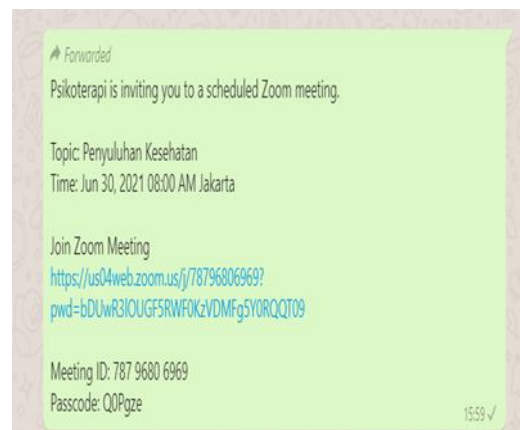 Forwarded
Psikoterapi is inviting you to a scheduled Zoom meeting.
Topic: Penyuluhan Kesehatan
Time: Jun 30, 2021 08:00 AM Jakarta
Join Zoom Meeting
https://us04web.zoom.us/j/78796806969?
pwd=bDUwR3lOUGF5RWF0KzVDMFg5Y0RQQT09
Meeting ID: 787 9680 6969
Passcode: Q0Pgze
15:59